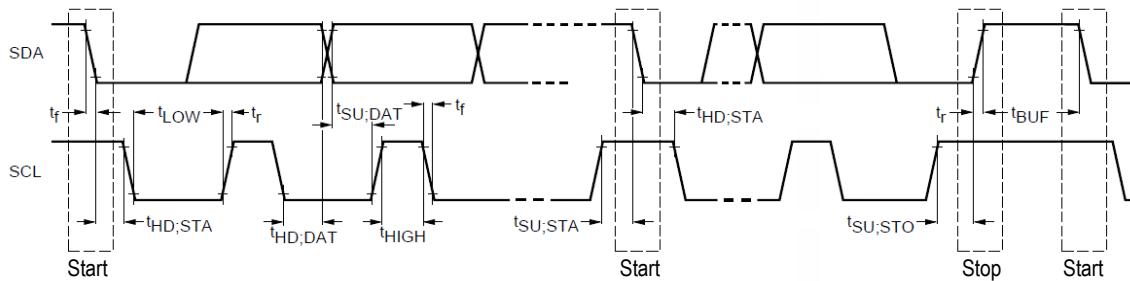 SDA
tf
tLOW
tr
tSU;DAT
tf
tHD;STA
tr
tBUF
SCL
tHD;STA
tHD;DAT
tHIGH
tSU;STA
tSU;STO
Start
Start
Stop
Start